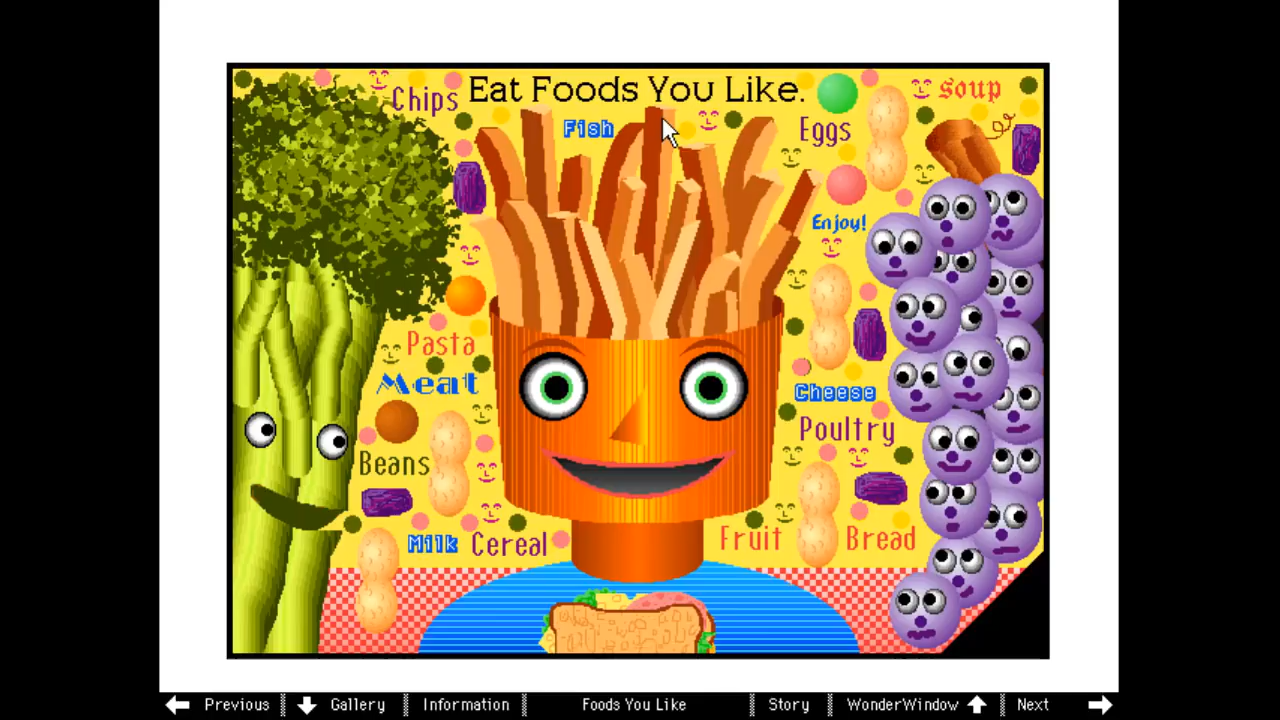 Eat Foods You Like.
Chips
Soup
Fish
Eggs
Enjoy!
Pasta
Meat
Cheese
Poultry
Beans
Milk Cereal
Fruit Bread
Previous Gallery Information Foods You Like Story WonderWindow Next